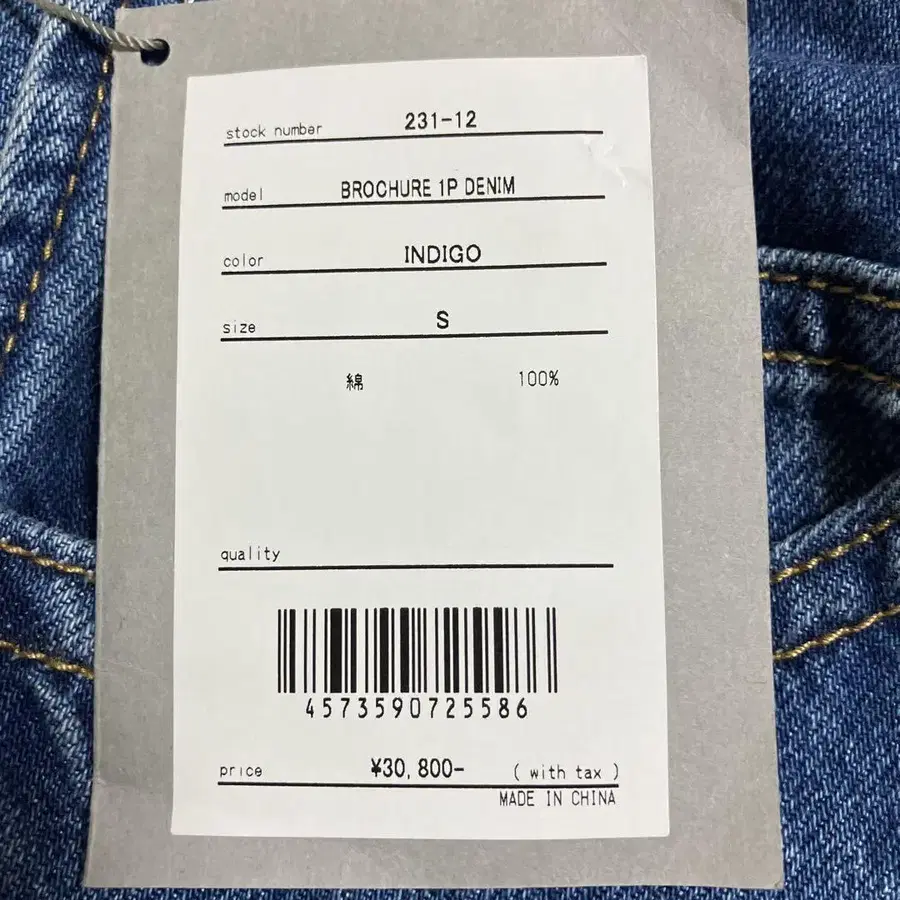 stock number 231-12
model BROCHURE 1P DENIM
color INDIGO
size S
綿 100%
quality
4573590725586
price ¥30,800- ( with tax )
MADE IN CHINA